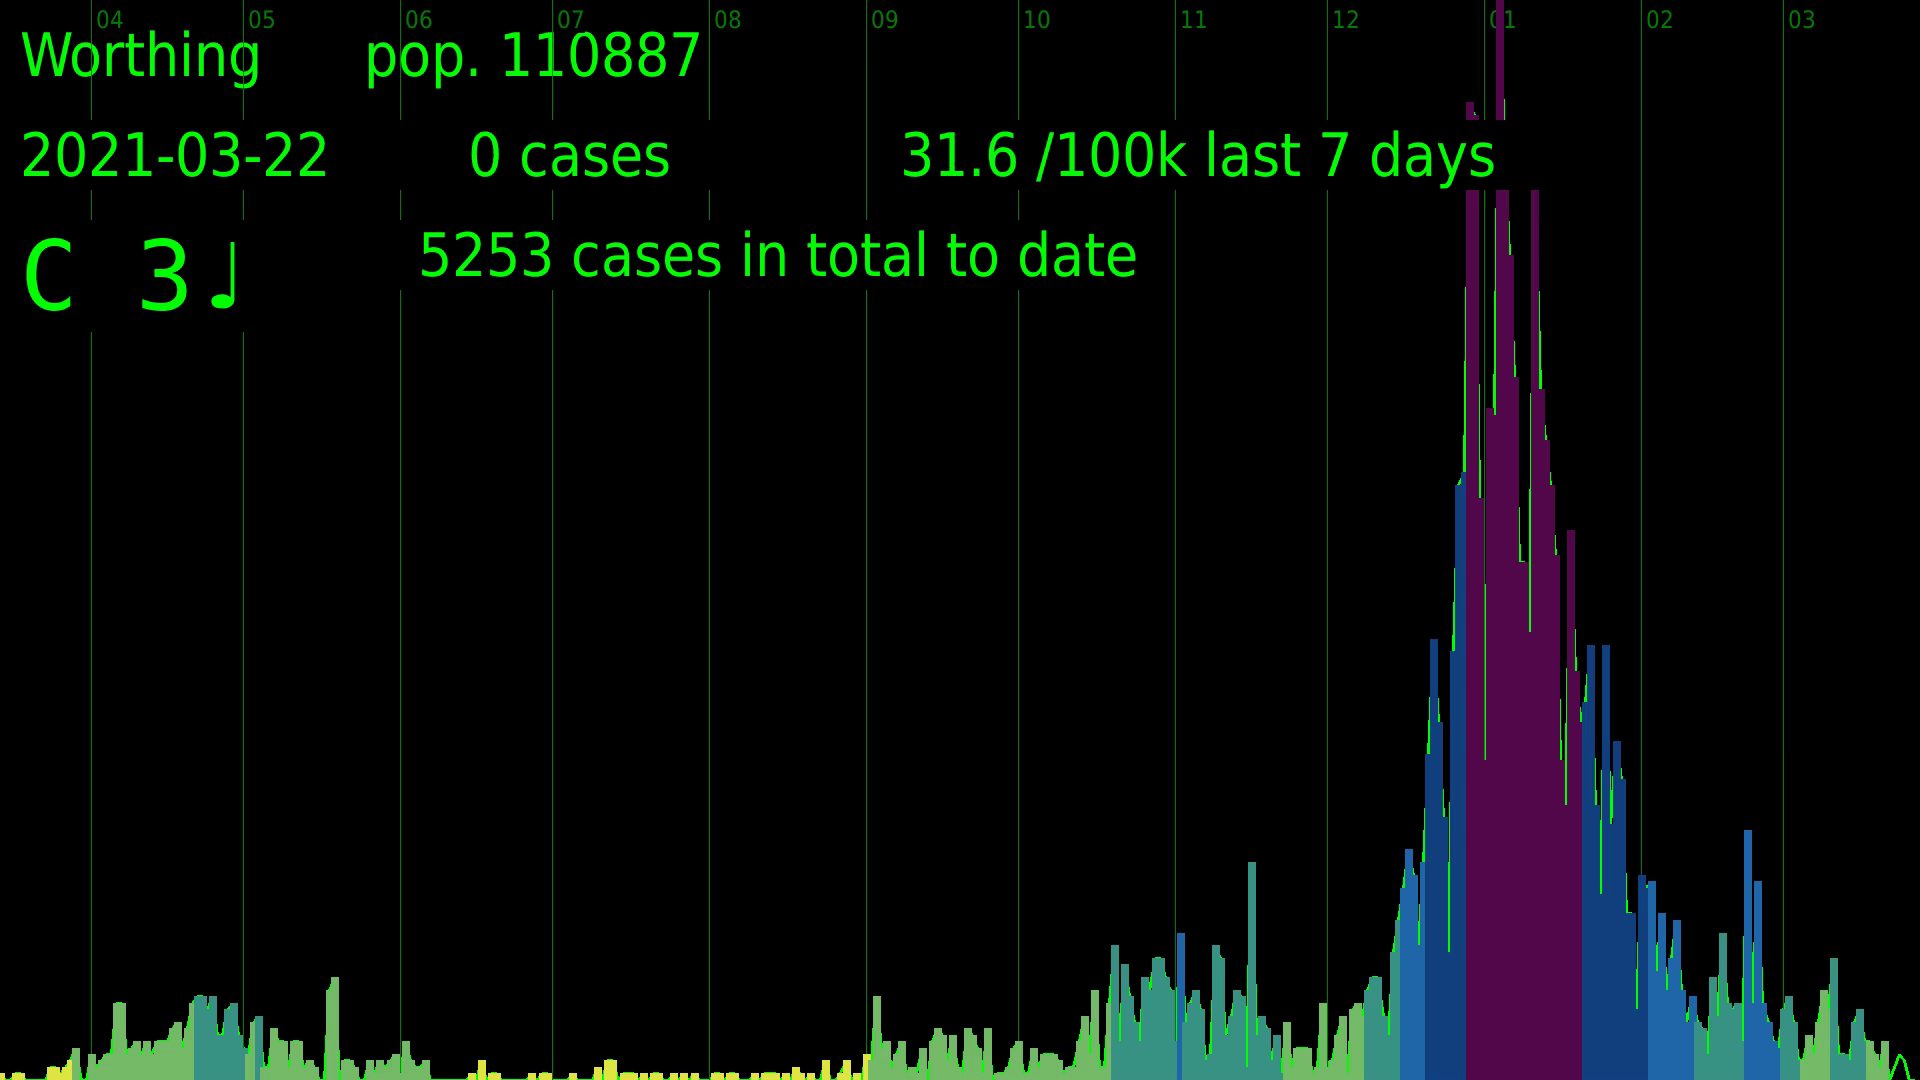 04 05 06 07 08 09 10 11 12 01 02 03
Worthing pop. 110887
2021-03-22 0 cases 31.6 /100k last 7 days
C 3♩ 5253 cases in total to date